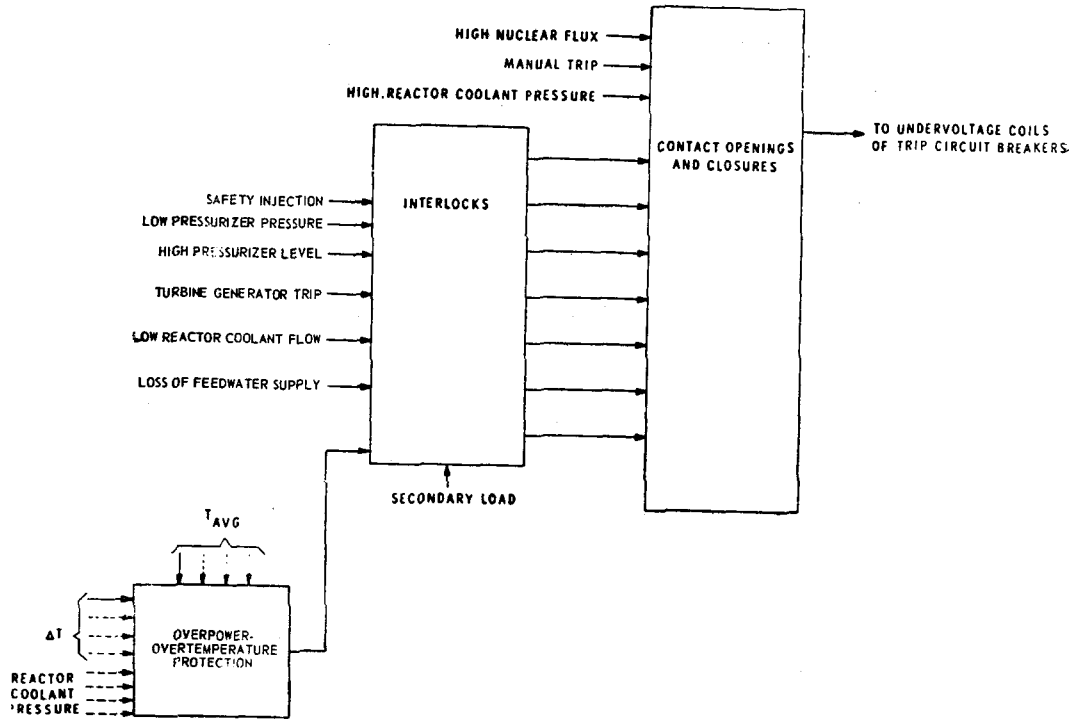 HIGH NUCLEAR FLUX
MANUAL TRIP
HIGH.REACTOR COOLANT PRESSURE
CONTACT OPENINGS
AND CLOSURES
TO UNDERVOLTAGE COILS
OF TRIP CIRCUIT BREAKERS
INTERLOCKS
SAFETY INJECTION
LOW PRESSURIZER PRESSURE
HIGH PRESSURIZER LEVEL
TURBINE GENERATOR TRIP
LOW REACTOR COOLANT FLOW
LOSS OF FEEDWATER SUPPLY
SECONDARY LOAD
TAVG
ΔT
OVERPOWER-
OVERTEMPERATURE
PROTECTION
REACTOR
COOLANT
PRESSURE